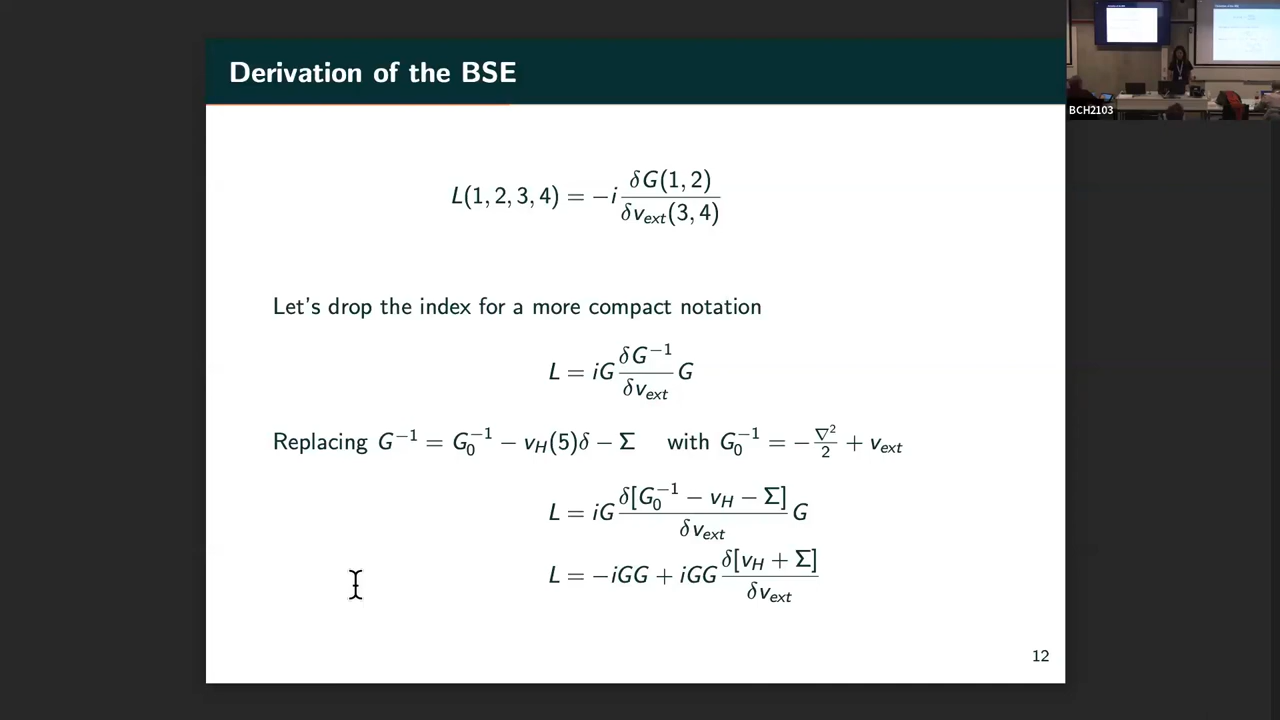 Derivation of the BSE
L(1, 2, 3, 4) = −i δG(1, 2) / δv_ext(3, 4)
Let's drop the index for a more compact notation
L = iG δG⁻¹ / δv_ext G
Replacing G⁻¹ = G₀⁻¹ − v_H(5)δ − Σ with G₀⁻¹ = −∇²/2 + v_ext
L = iG δ[G₀⁻¹ − v_H − Σ] / δv_ext G
L = −iGG + iGG δ[v_H + Σ] / δv_ext
12
BCH2103